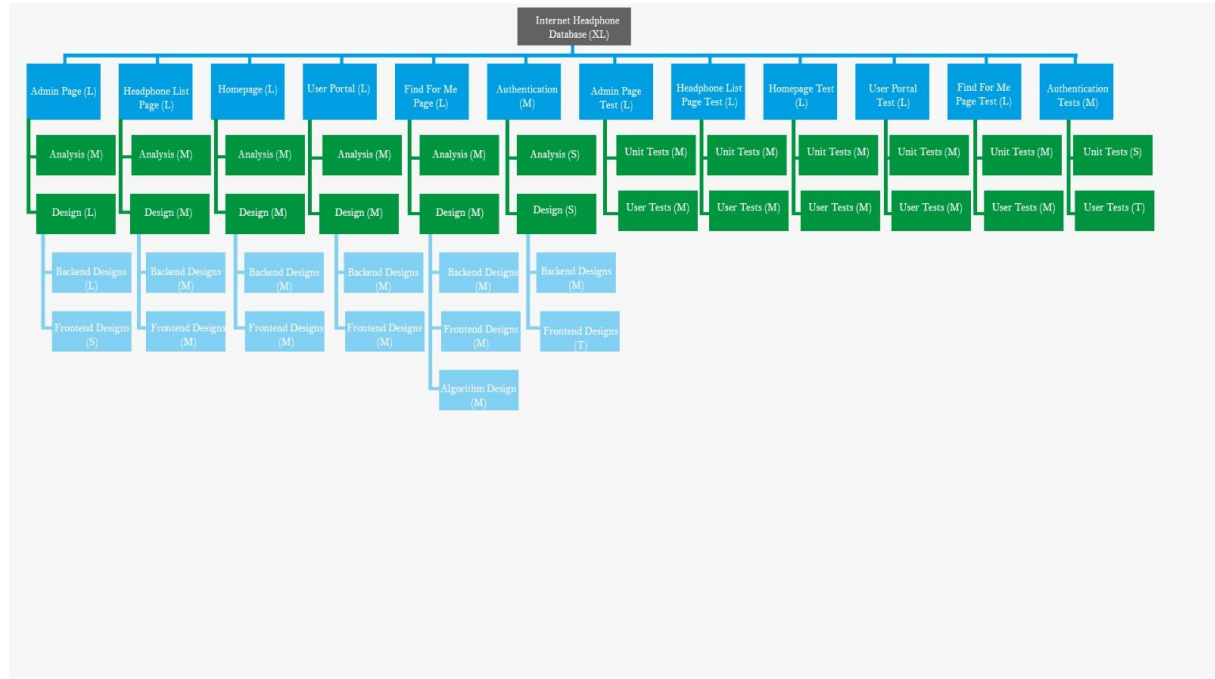 Internet Headphone
Database (XL)
Admin Page (L)
Headphone List
Page (L)
Homepage (L)
User Portal (L)
Find For Me
Page (L)
Authentication
(M)
Admin Page
Test (L)
Headphone List
Page Test (L)
Homepage Test
(L)
User Portal
Test (L)
Find For Me
Page Test (L)
Authentication
Tests (M)
Analysis (M)
Analysis (M)
Analysis (M)
Analysis (M)
Analysis (M)
Analysis (S)
Unit Tests (M)
Unit Tests (M)
Unit Tests (M)
Unit Tests (M)
Unit Tests (M)
Unit Tests (S)
Design (L)
Design (M)
Design (M)
Design (M)
Design (M)
Design (S)
User Tests (M)
User Tests (M)
User Tests (M)
User Tests (M)
User Tests (M)
User Tests (T)
Backend Designs
(L)
Backend Designs
(M)
Backend Designs
(M)
Backend Designs
(M)
Backend Designs
(M)
Backend Designs
(M)
Frontend Designs
(S)
Frontend Designs
(M)
Frontend Designs
(M)
Frontend Designs
(M)
Frontend Designs
(M)
Frontend Designs
(T)
Algorithm Design
(M)